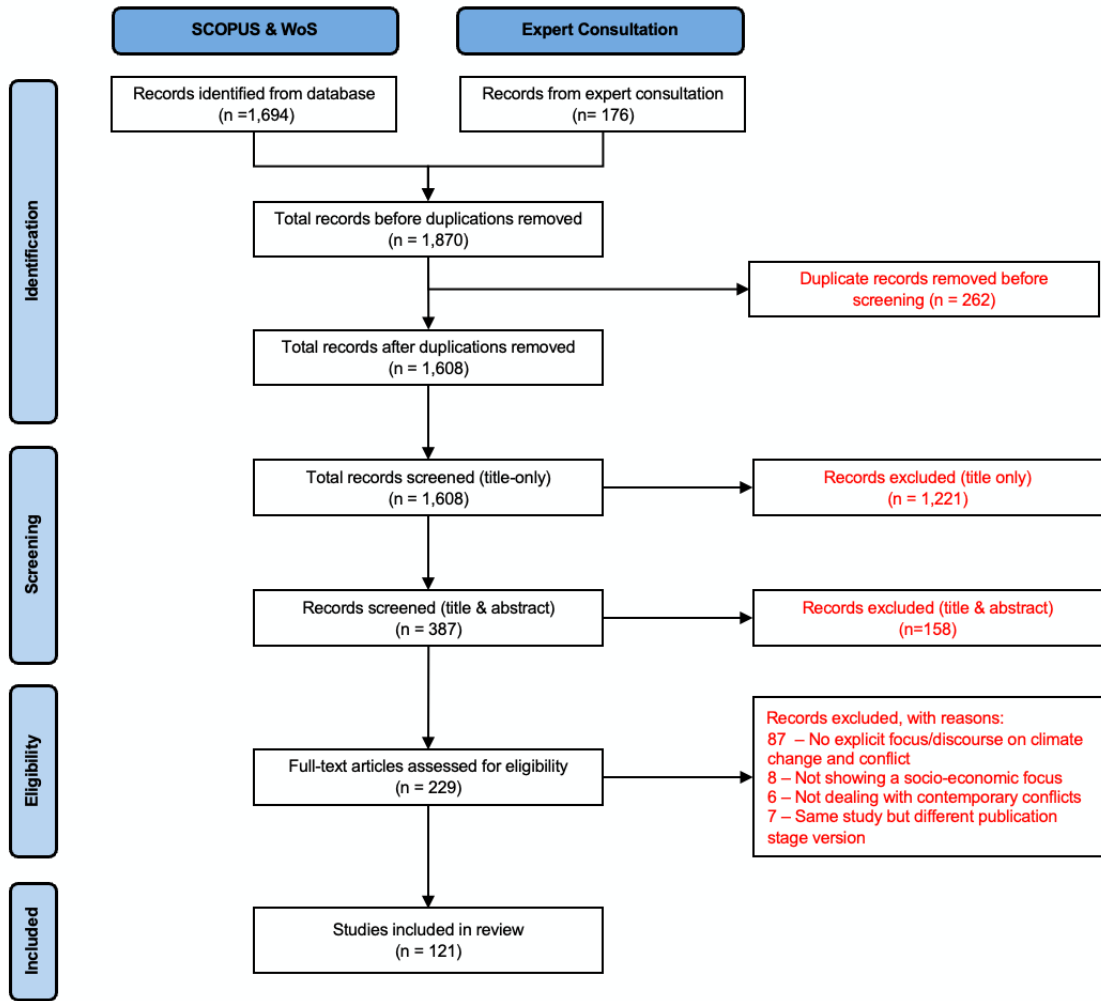 SCOPUS & WoS
Expert Consultation
Identification
Records identified from database
(n =1,694)
Records from expert consultation
(n= 176)
Total records before duplications removed
(n = 1,870)
Duplicate records removed before
screening (n = 262)
Total records after duplications removed
(n = 1,608)
Screening
Total records screened (title-only)
(n = 1,608)
Records excluded (title only)
(n = 1,221)
Records screened (title & abstract)
(n = 387)
Records excluded (title & abstract)
(n=158)
Eligibility
Full-text articles assessed for eligibility
(n = 229)
Records excluded, with reasons:
87 – No explicit focus/discourse on climate
change and conflict
8 – Not showing a socio-economic focus
6 – Not dealing with contemporary conflicts
7 – Same study but different publication
stage version
Included
Studies included in review
(n = 121)